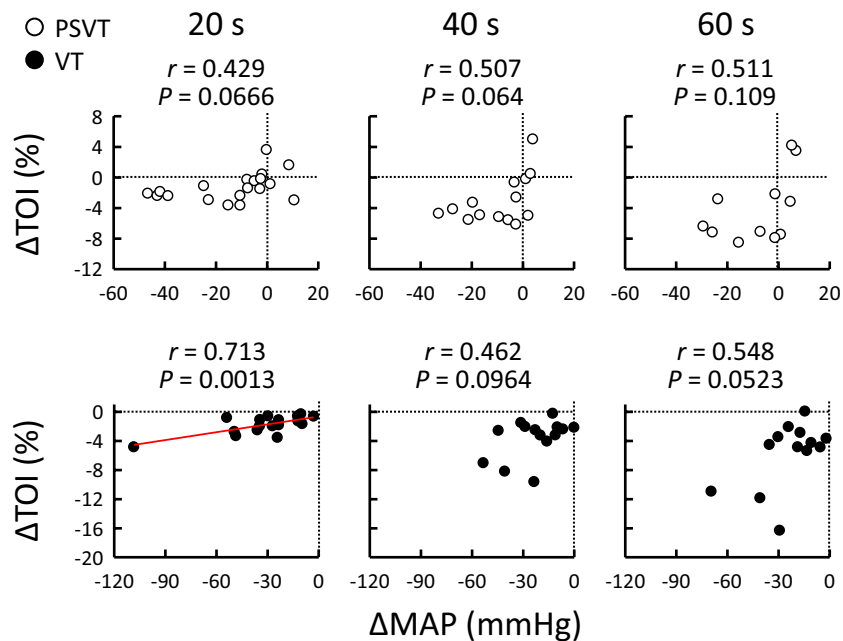 PSVT
VT
20 s
40 s
60 s
r = 0.429
P = 0.0666
r = 0.507
P = 0.064
r = 0.511
P = 0.109
ΔTOI (%)
8
4
0
-4
-8
-12
-60
-40
-20
0
20
-60
-40
-20
0
20
-60
-40
-20
0
20
r = 0.713
P = 0.0013
r = 0.462
P = 0.0964
r = 0.548
P = 0.0523
ΔTOI (%)
0
-4
-8
-12
-16
-20
-120
-90
-60
-30
0
-120
-90
-60
-30
0
-120
-90
-60
-30
0
ΔMAP (mmHg)